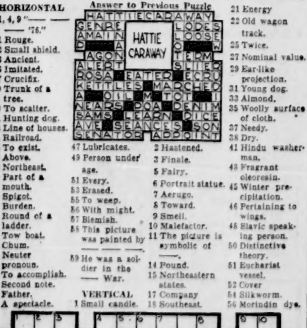 HORIZONTAL
1, 4, 9 "—
— '76."
Rouge.
Small shield.
Ancient.
Imitated.
Crucifix.
Trunk of a
tree.
To scatter.
Hunting dog.
Line of houses.
Railroad.
To exist.
Above.
Northeast.
Part of a
mouth.
Spigot.
Burden.
Round of a
ladder.
Tow boat.
Chum.
Neuter
pronoun.
To accomplish.
Second note.
Father.
A spectacle.
Answer to Previous Puzzle
HATTIE CARAWAY
HATTIE
CARAWAY
47 Lubricates.
49 Person under
age.
51 Every.
53 Erased.
55 To weep.
56 With might.
57 Blemish.
58 This picture
was painted by
— —.
59 He was a sol-
dier in the
— War.
VERTICAL
1 Small candle.
2 Hastened.
3 Finale.
5 Fairy.
6 Portrait statue.
7 Aerugo.
8 Toward.
9 Smell.
10 Malefactor.
11 The picture is
symbolic of
—.
14 Pound.
15 Northeastern
states.
17 Company
18 Southeast.
21 Energy
22 Old wagon
track.
25 Twice.
27 Nominal value.
29 Ear-like
projection.
31 Young dog.
33 Almond.
35 Woolly surface
of cloth.
37 Needy.
38 Dry.
41 Hindu washer-
man.
43 Fragrant
oleoresin.
45 Winter pre-
cipitation.
46 Pertaining to
wings.
48 Slavic speak-
ing person.
50 Distinctive
theory.
51 Eucharist
vessel.
52 Cover
54 Silkworm.
56 Morindin dye.